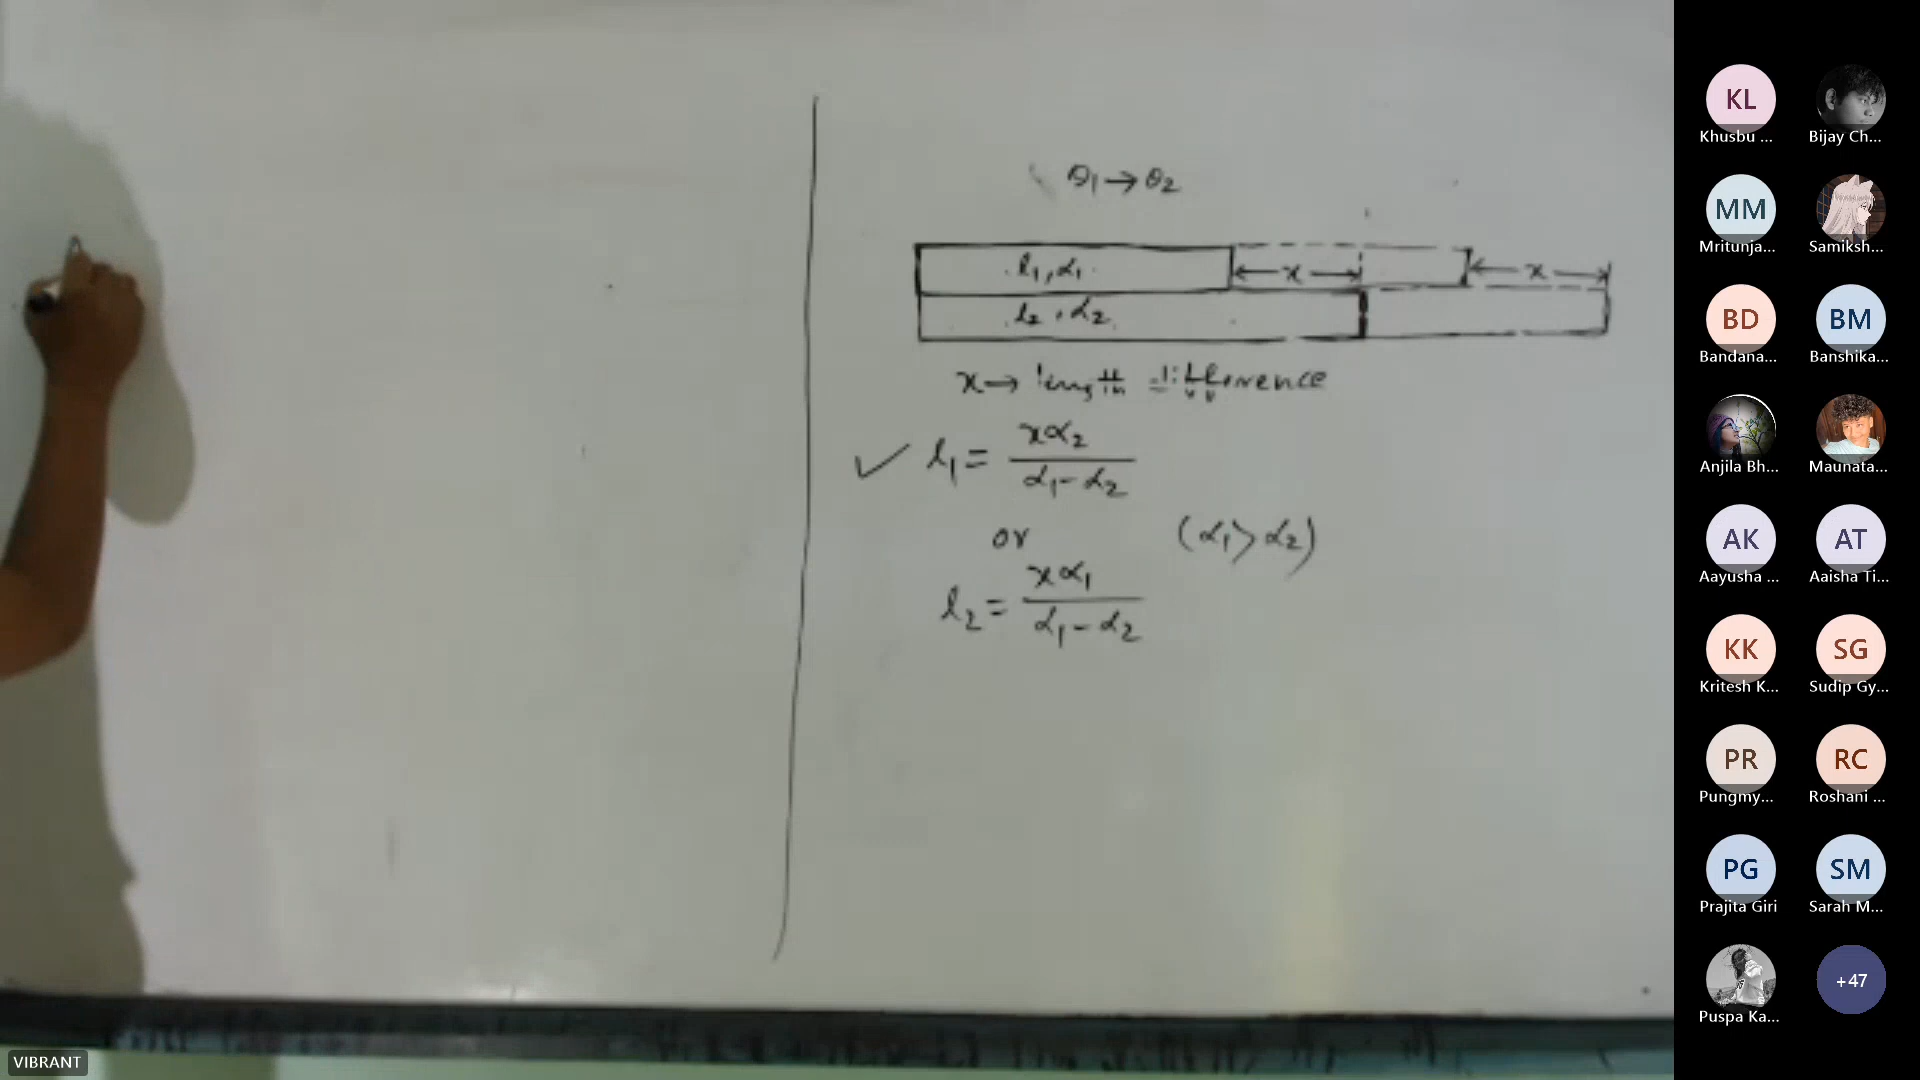 θ₁→θ₂
l₁, α₁
x
x
l₂, α₂
x→ length difference
✓ l₁ = xα₂/(α₁-α₂)
or (α₁>α₂)
l₂ = xα₁/(α₁-α₂)
KL
Khusbu ...
Bijay Ch...
MM
Mritunja...
Samiksh...
BD
Bandana...
BM
Banshika...
Anjila Bh...
Maunata...
AK
Aayusha ...
AT
Aaisha Ti...
KK
Kritesh K...
SG
Sudip Gy...
PR
Pungmy...
RC
Roshani ...
PG
Prajita Giri
SM
Sarah M...
Puspa Ka...
+47
VIBRANT